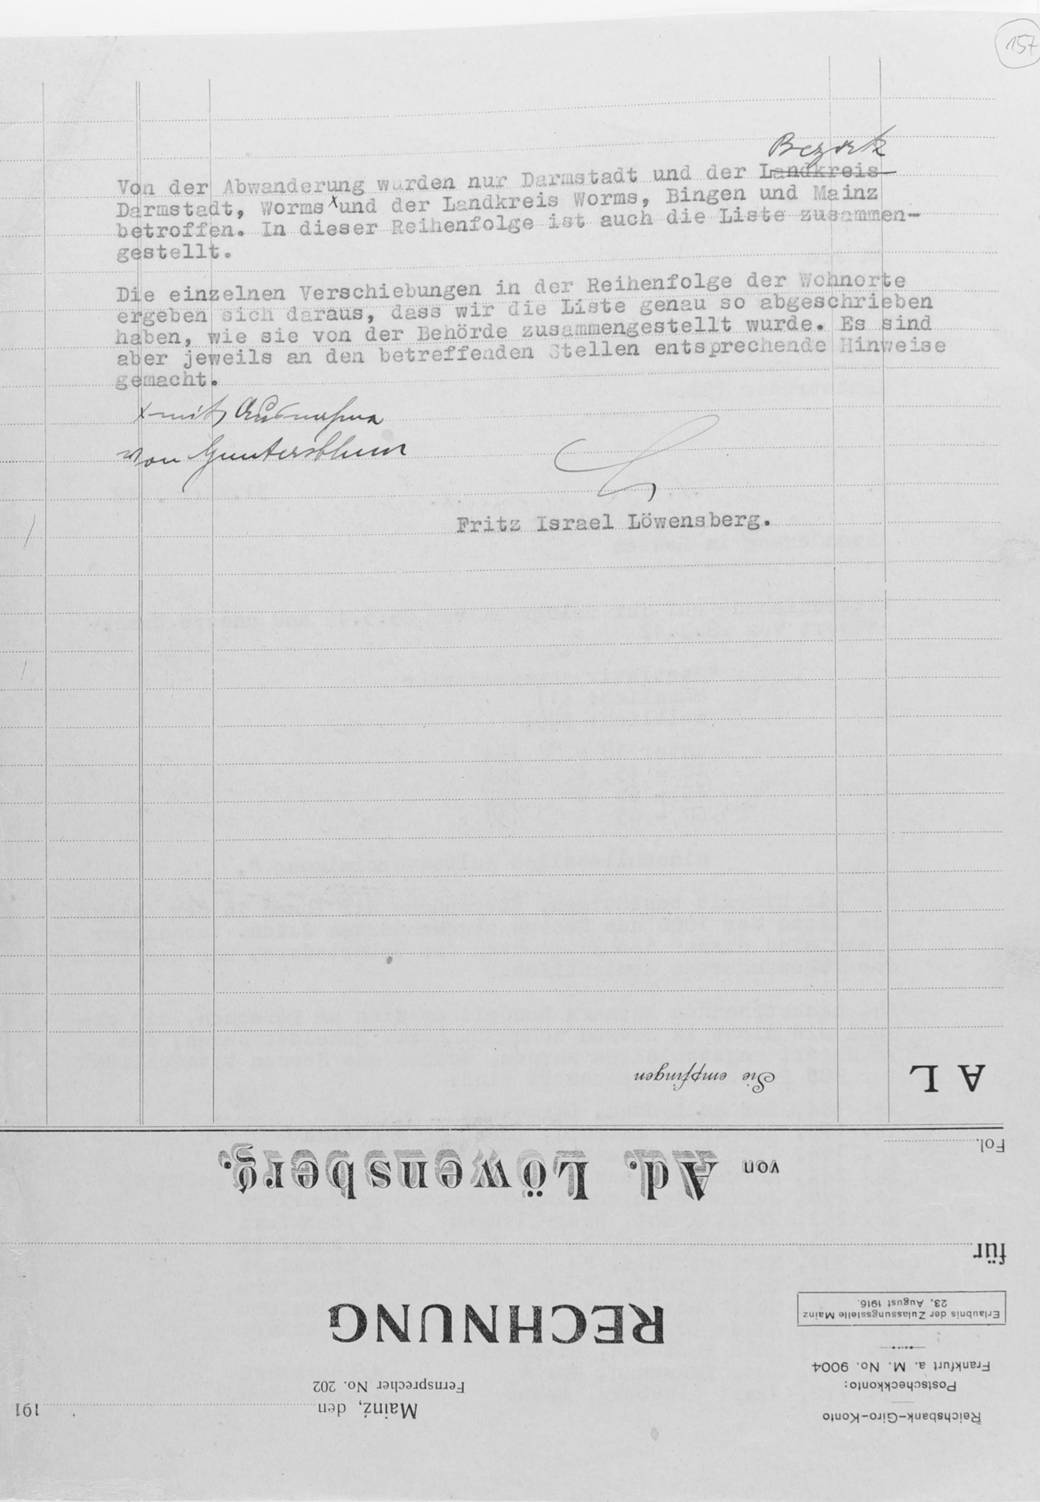 157
Bezirk
Von der Abwanderung wurden nur Darmstadt und der Landkreis
Darmstadt, Worms x und der Landkreis Worms, Bingen und Mainz
betroffen. In dieser Reihenfolge ist auch die Liste zusammen-
gestellt.
Die einzelnen Verschiebungen in der Reihenfolge der Wohnorte
ergeben sich daraus, dass wir die Liste genau so abgeschrieben
haben, wie sie von der Behörde zusammengestellt wurde. Es sind
aber jeweils an den betreffenden Stellen entsprechende Hinweise
gemacht.
x mit Ausnahme
von Guntersblum
Fritz Israel Löwensberg.
191
Mainz, den
Fernsprecher No. 202
Reichsbank-Giro-Konto
Postscheckkonto:
Frankfurt a. M. No. 9004
Erlaubnis der Zulassungsstelle Mainz
23. August 1916.
RECHNUNG
für
von Ad. Löwensberg.
Fol.
A L
Sie empfingen